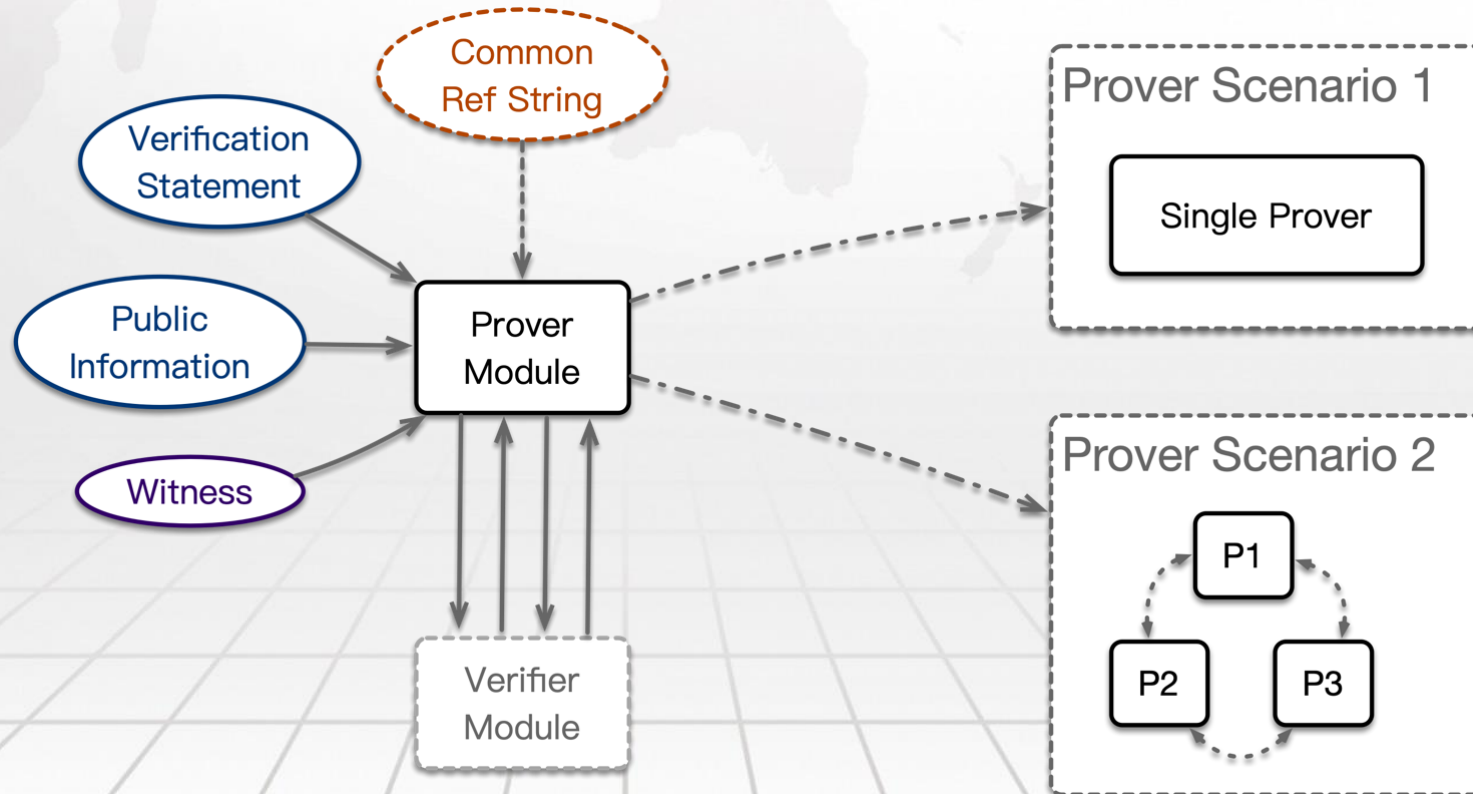 Common
Ref String
Verification
Statement
Public
Information
Witness
Prover
Module
Verifier
Module
Prover Scenario 1
Single Prover
Prover Scenario 2
P1
P2
P3